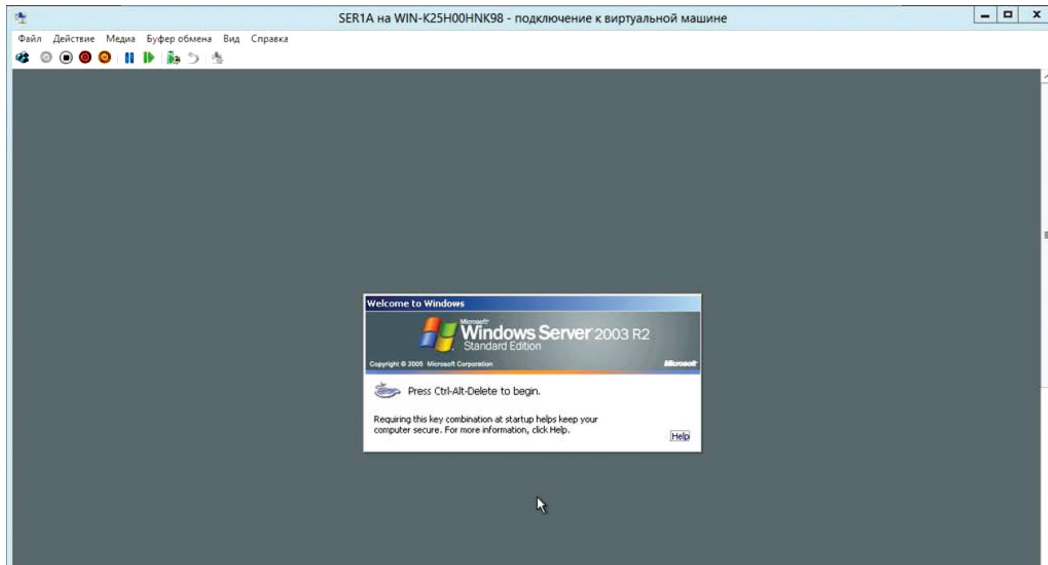 SER1A на WIN-K25H00HNK98 - подключение к виртуальной машине
Файл Действие Медиа Буфер обмена Вид Справка
Welcome to Windows
Microsoft
Windows Server 2003 R2
Standard Edition
Copyright © 2005 Microsoft Corporation Microsoft
Press Ctrl-Alt-Delete to begin.
Requiring this key combination at startup helps keep your
computer secure. For more information, click Help.
Help